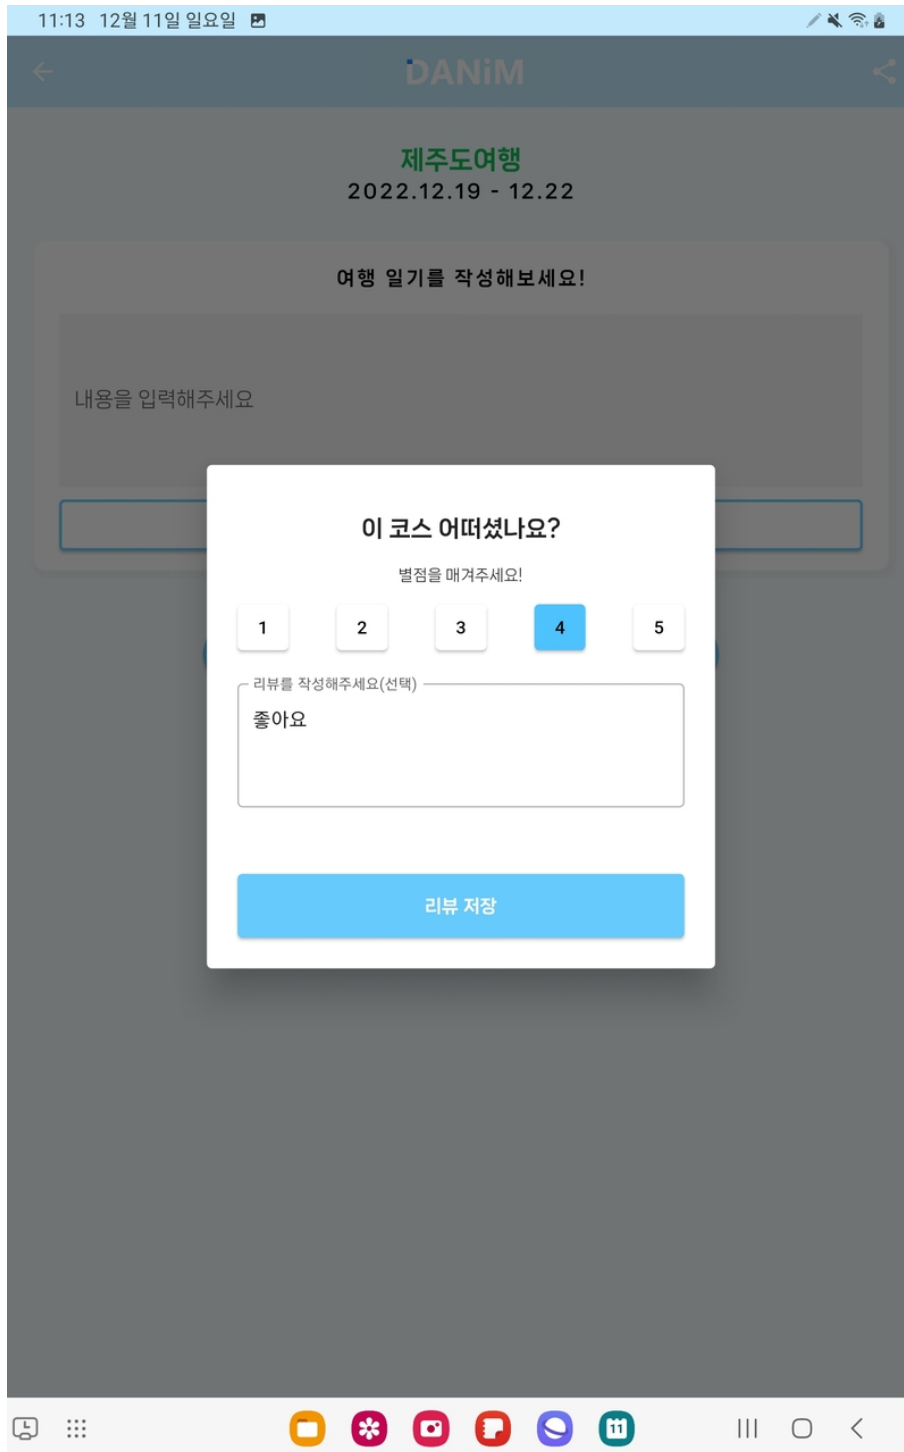 11:13 12월 11일 일요일
DANiM
제주도여행
2022.12.19 - 12.22
여행 일기를 작성해보세요!
내용을 입력해주세요
이 코스 어떠셨나요?
별점을 매겨주세요!
1 2 3 4 5
리뷰를 작성해주세요(선택)
좋아요
리뷰 저장
11